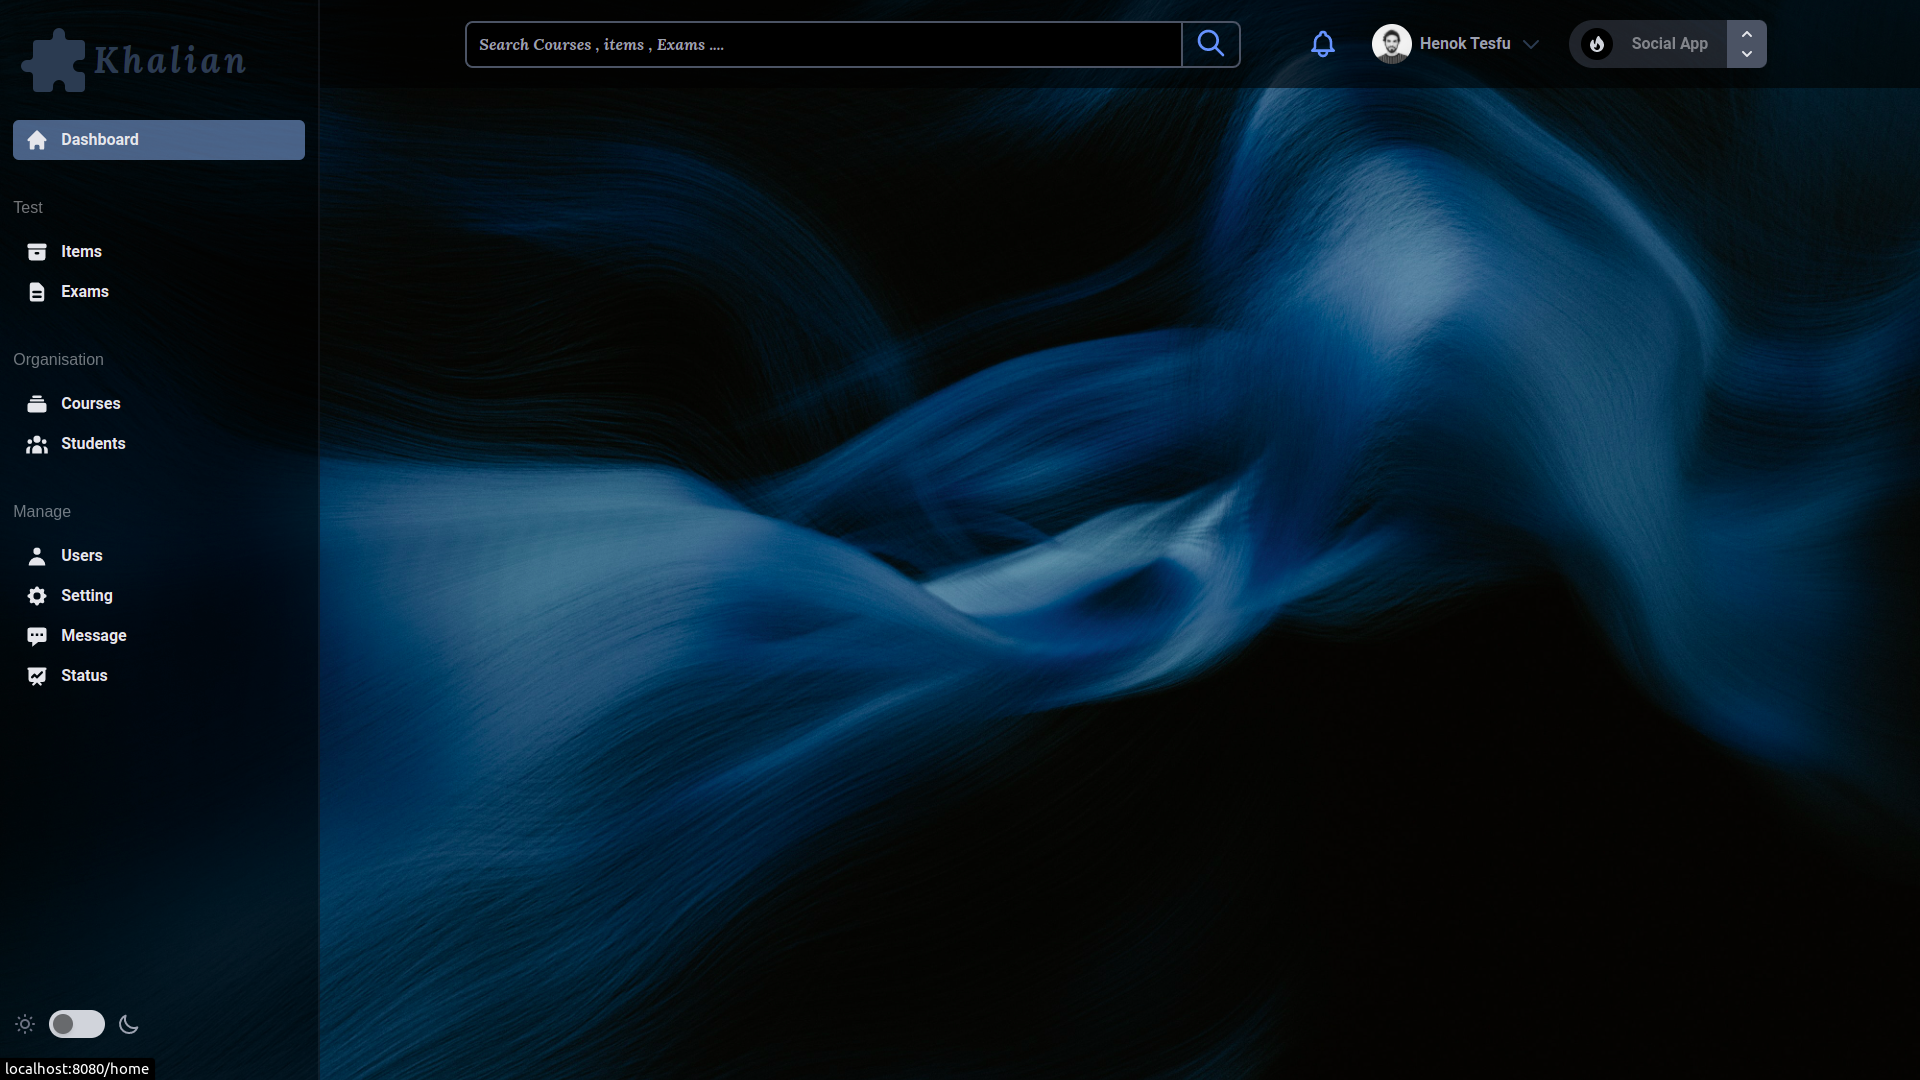 Khalian
Search Courses , items , Exams ....
Henok Tesfu
Social App
Dashboard
Test
Items
Exams
Organisation
Courses
Students
Manage
Users
Setting
Message
Status
localhost:8080/home